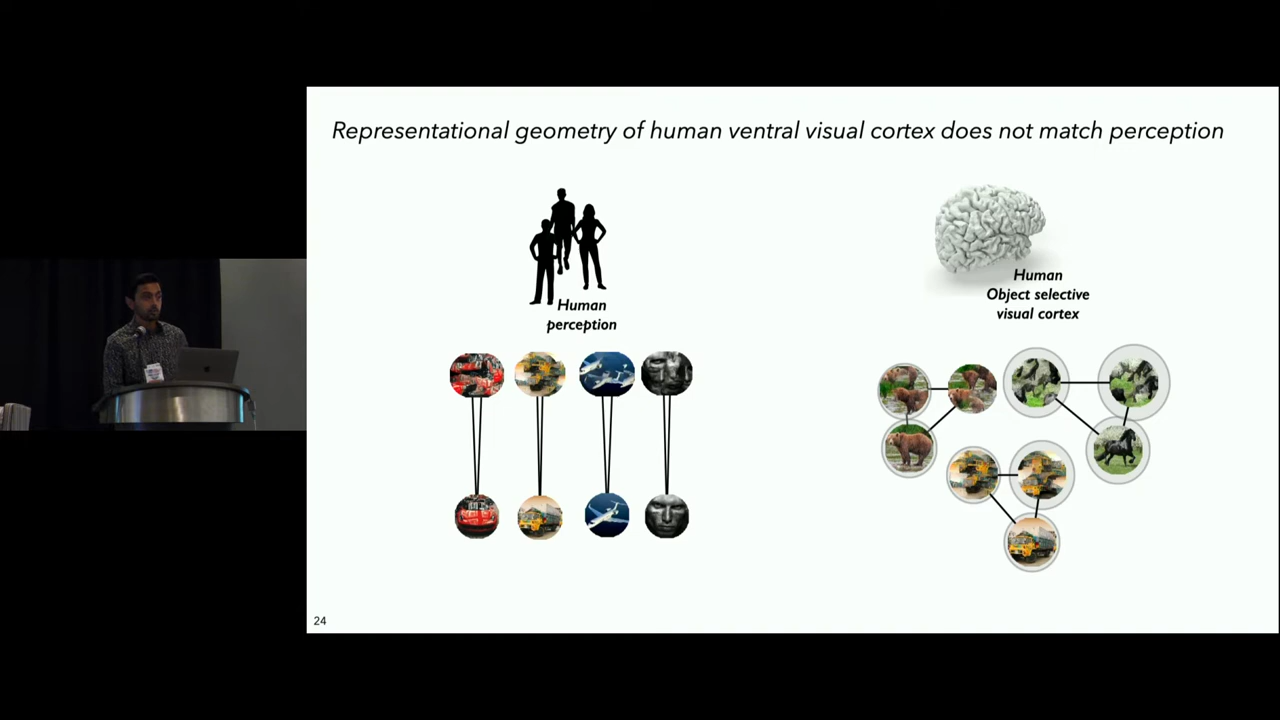 Representational geometry of human ventral visual cortex does not match perception
Human
perception
Human
Object selective
visual cortex
24